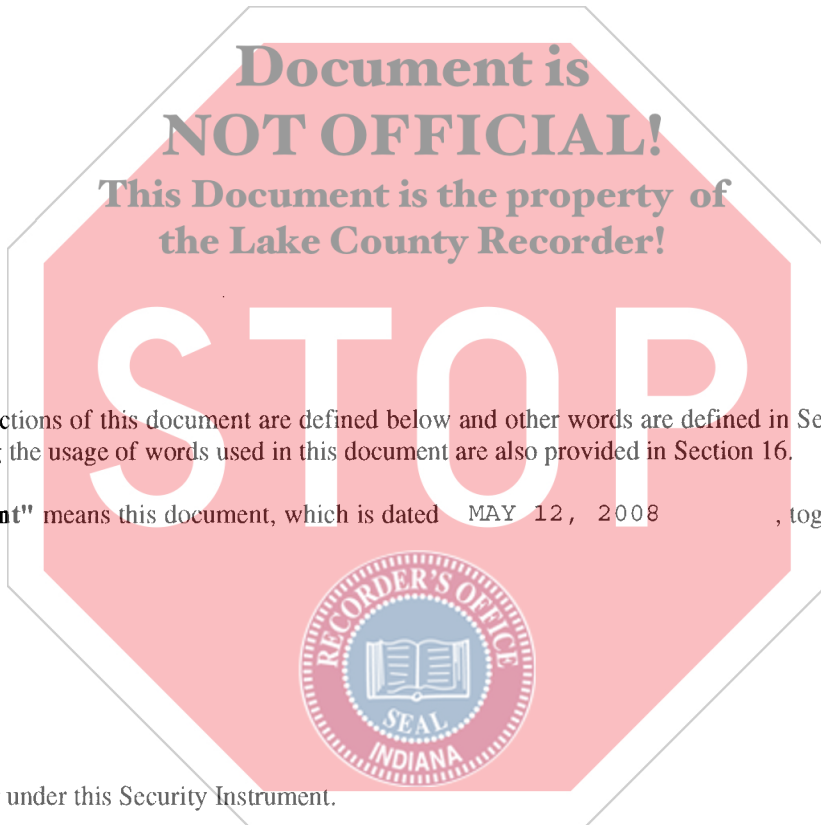 Document is
NOT OFFICIAL!
This Document is the property of
the Lake County Recorder!
STOP
ctions of this document are defined below and other words are defined in Se
the usage of words used in this document are also provided in Section 16.
nt" means this document, which is dated MAY 12, 2008 , tog
RECORDER'S OFFICE
SEAL
INDIANA
under this Security Instrument.